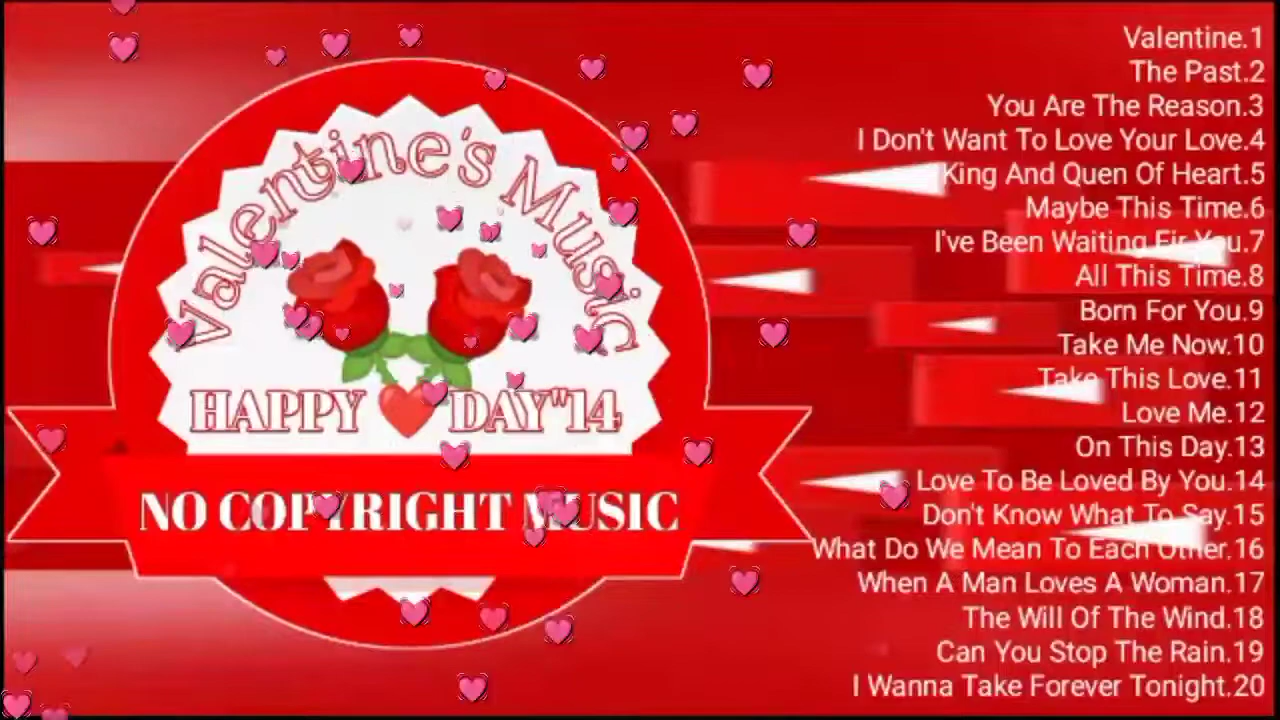 Valentine's Music
HAPPY DAY"14
NO COPYRIGHT MUSIC
Valentine.1
The Past.2
You Are The Reason.3
I Don't Want To Love Your Love.4
King And Quen Of Heart.5
Maybe This Time.6
I've Been Waiting Fir You.7
All This Time.8
Born For You.9
Take Me Now.10
Take This Love.11
Love Me.12
On This Day.13
Love To Be Loved By You.14
Don't Know What To Say.15
What Do We Mean To Each Other.16
When A Man Loves A Woman.17
The Will Of The Wind.18
Can You Stop The Rain.19
I Wanna Take Forever Tonight.20